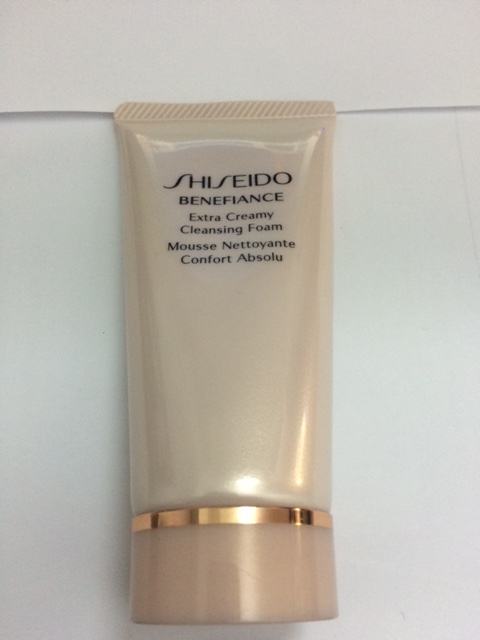 SHISEIDO
BENEFIANCE
Extra Creamy
Cleansing Foam
Mousse Nettoyante
Confort Absolu